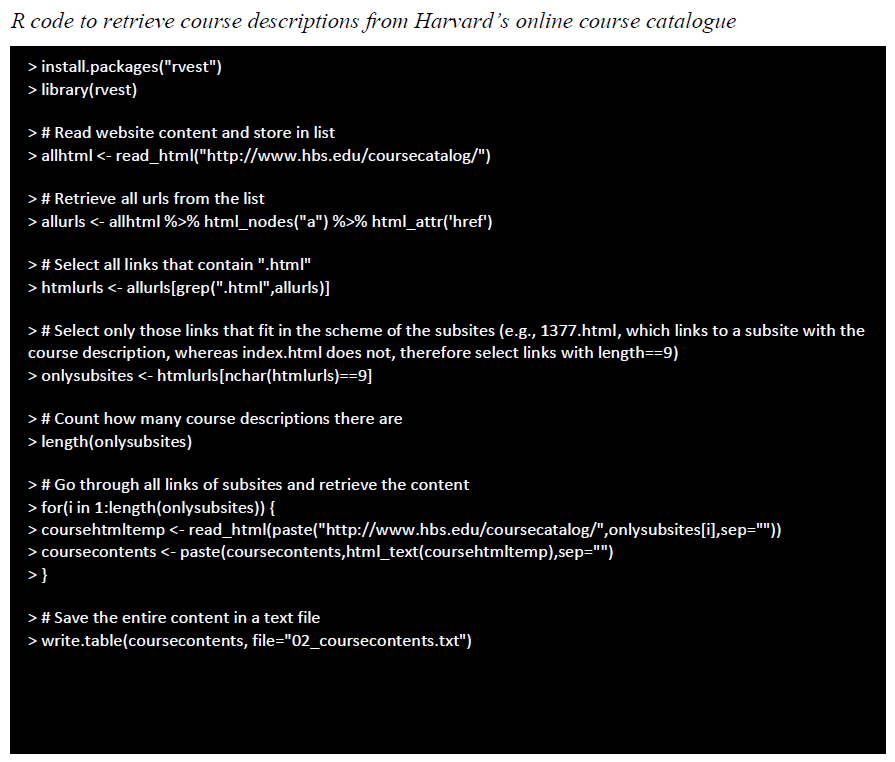 R code to retrieve course descriptions from Harvard’s online course catalogue
> install.packages("rvest")
> library(rvest)
> # Read website content and store in list
> allhtml <- read_html("http://www.hbs.edu/coursecatalog/")
> # Retrieve all urls from the list
> allurls <- allhtml %>% html_nodes("a") %>% html_attr('href')
> # Select all links that contain ".html"
> htmlurls <- allurls[grep(".html",allurls)]
> # Select only those links that fit in the scheme of the subsites (e.g., 1377.html, which links to a subsite with the
course description, whereas index.html does not, therefore select links with length==9)
> onlysubsites <- htmlurls[nchar(htmlurls)==9]
> # Count how many course descriptions there are
> length(onlysubsites)
> # Go through all links of subsites and retrieve the content
> for(i in 1:length(onlysubsites)) {
> coursehtmltemp <- read_html(paste("http://www.hbs.edu/coursecatalog/",onlysubsites[i],sep=""))
> coursecontents <- paste(coursecontents,html_text(coursehtmltemp),sep="")
> }
> # Save the entire content in a text file
> write.table(coursecontents, file="02_coursecontents.txt")